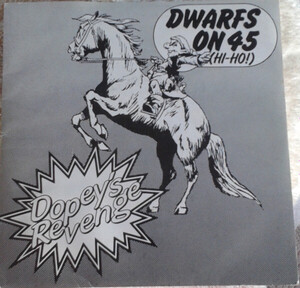 DWARFS
ON 45
(HI-HO!)
Dopey's
Revenge